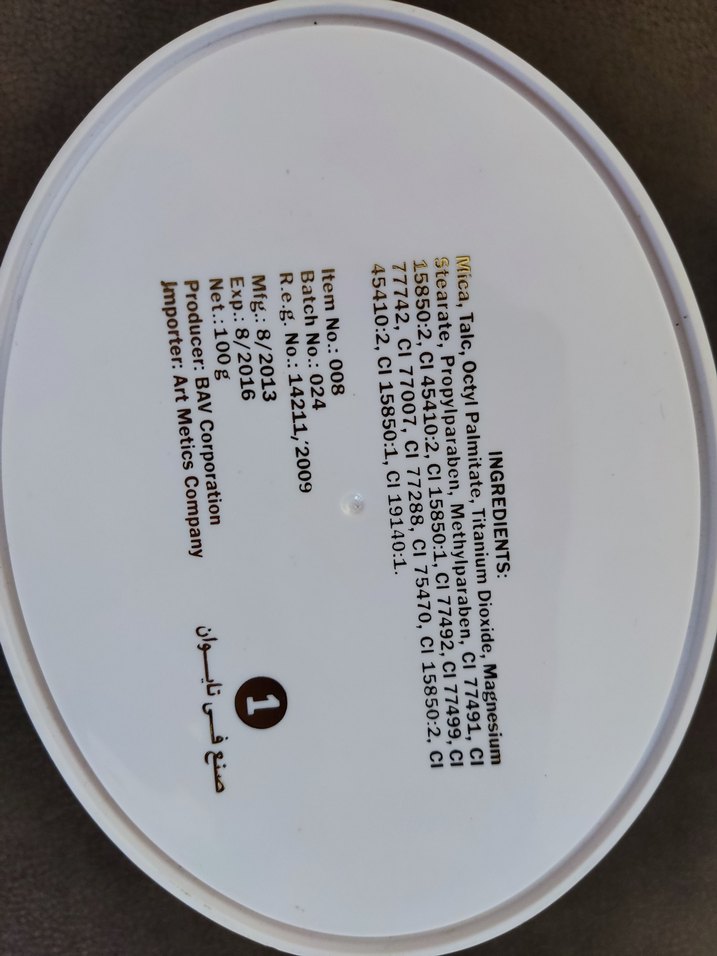 INGREDIENTS:
Mica, Talc, Octyl Palmitate, Titanium Dioxide, Magnesium
Stearate, Propylparaben, Methylparaben, CI 77491, CI
15850:2, CI 45410:2, CI 15850:1, CI 77492, CI 77499, CI
77742, CI 77007, CI 77288, CI 75470, CI 15850:2, CI
45410:2, CI 15850:1, CI 19140:1.
Item No.: 008
Batch No.: 024
R.e.g. No.: 14211/2009
Mfg.: 8/2013
Exp.: 8/2016
Net.: 100 g
Producer: BAV Corporation
Importer: Art Metics Company
1
صنع فــى تايــوان